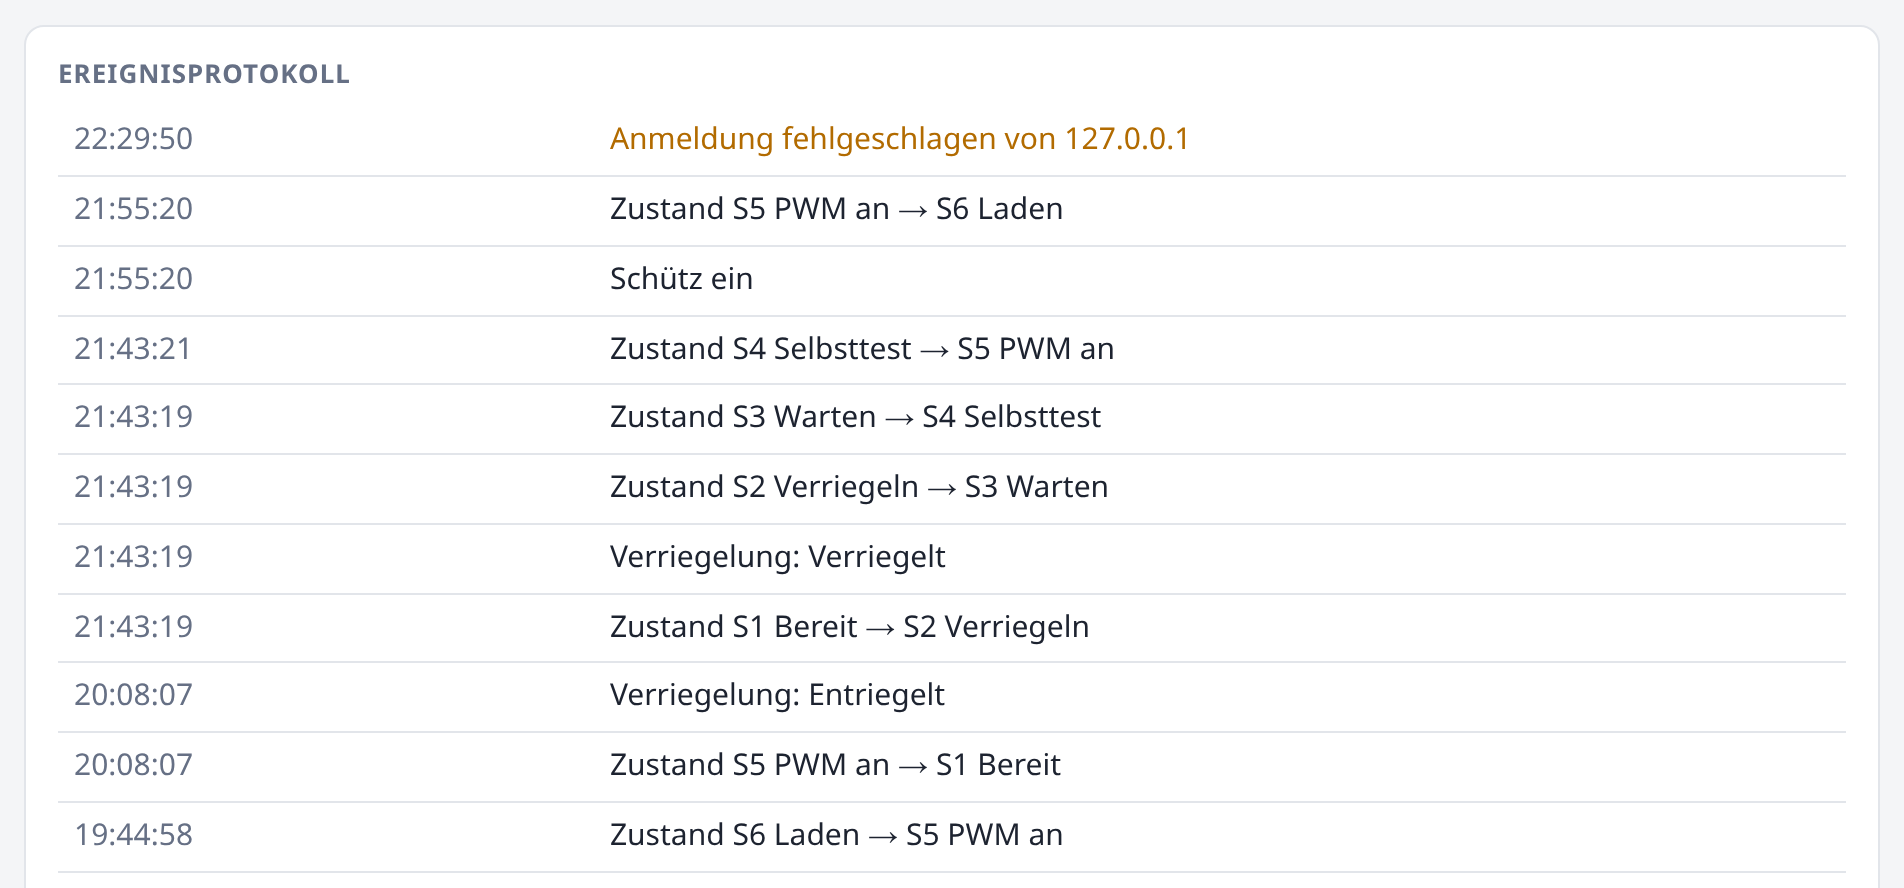 EREIGNISPROTOKOLL
22:29:50 Anmeldung fehlgeschlagen von 127.0.0.1
21:55:20 Zustand S5 PWM an → S6 Laden
21:55:20 Schütz ein
21:43:21 Zustand S4 Selbsttest → S5 PWM an
21:43:19 Zustand S3 Warten → S4 Selbsttest
21:43:19 Zustand S2 Verriegeln → S3 Warten
21:43:19 Verriegelung: Verriegelt
21:43:19 Zustand S1 Bereit → S2 Verriegeln
20:08:07 Verriegelung: Entriegelt
20:08:07 Zustand S5 PWM an → S1 Bereit
19:44:58 Zustand S6 Laden → S5 PWM an